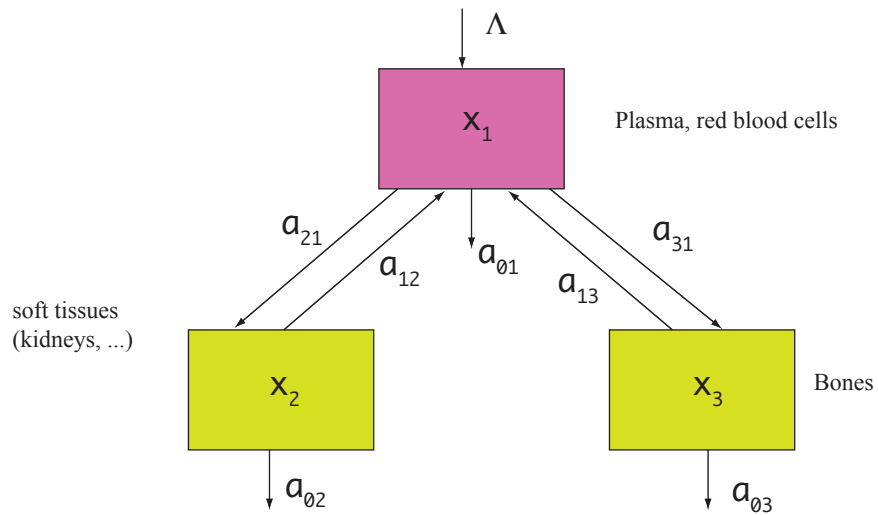 Λ
x₁
Plasma, red blood cells
a₂₁
a₁₂
a₀₁
a₁₃
a₃₁
soft tissues
(kidneys, ...)
x₂
x₃
Bones
a₀₂
a₀₃